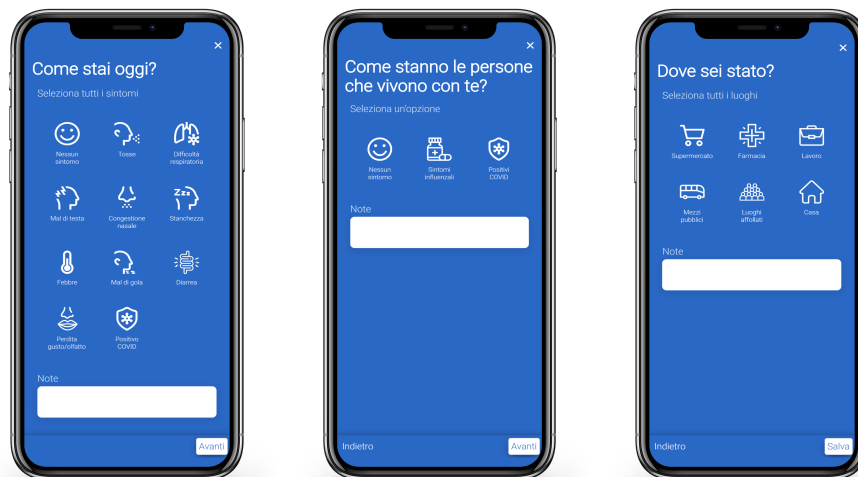 Come stai oggi?
Seleziona tutti i sintomi
Nessun
sintomo
Tosse
Difficoltà
respiratoria
Mal di testa
Congestione
nasale
Stanchezza
Febbre
Mal di gola
Diarrea
Perdita
gusto/olfatto
Positivo
COVID
Note
Avanti
Come stanno le persone
che vivono con te?
Seleziona un'opzione
Nessun
sintomo
Sintomi
influenzali
Positivi
COVID
Note
Indietro
Avanti
Dove sei stato?
Seleziona tutti i luoghi
Supermercato
Farmacia
Lavoro
Mezzi
pubblici
Luoghi
affollati
Casa
Note
Indietro
Salva